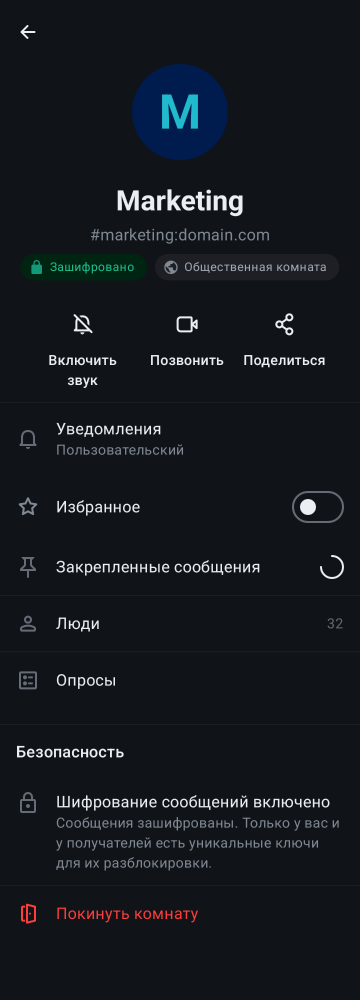 M
Marketing
#marketing:domain.com
Зашифровано
Общественная комната
Включить
звук
Позвонить
Поделиться
Уведомления
Пользовательский
Избранное
Закрепленные сообщения
Люди
32
Опросы
Безопасность
Шифрование сообщений включено
Сообщения зашифрованы. Только у вас и
у получателей есть уникальные ключи
для их разблокировки.
Покинуть комнату